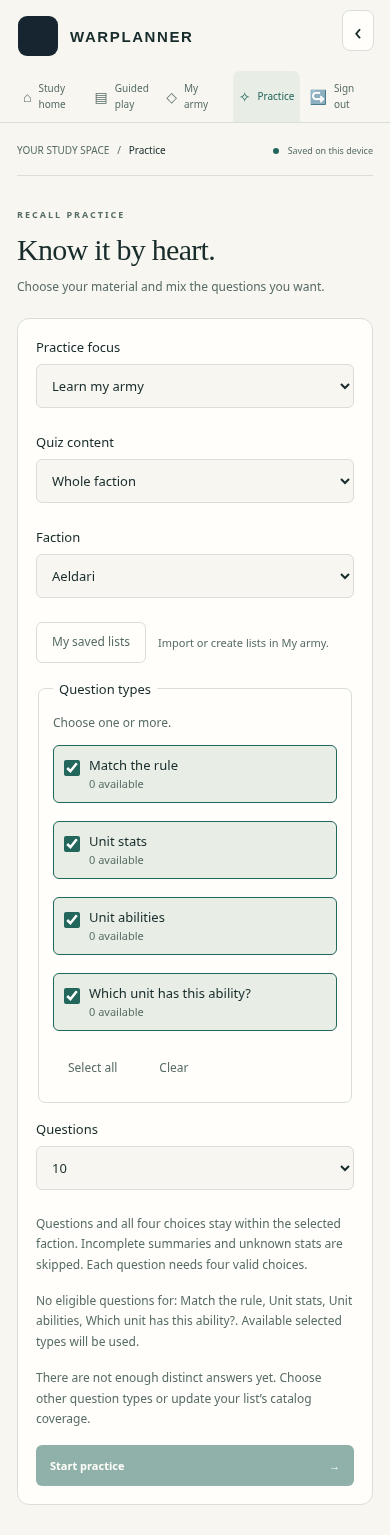 WARPLANNER
‹
⌂ Study home
▤ Guided play
◇ My army
✧ Practice
↪ Sign out
YOUR STUDY SPACE / Practice
Saved on this device
RECALL PRACTICE
Know it by heart.
Choose your material and mix the questions you want.
Practice focus
Learn my army
Quiz content
Whole faction
Faction
Aeldari
My saved lists
Import or create lists in My army.
Question types
Choose one or more.
Match the rule
0 available
Unit stats
0 available
Unit abilities
0 available
Which unit has this ability?
0 available
Select all
Clear
Questions
10
Questions and all four choices stay within the selected
faction. Incomplete summaries and unknown stats are
skipped. Each question needs four valid choices.
No eligible questions for: Match the rule, Unit stats, Unit
abilities, Which unit has this ability?. Available selected
types will be used.
There are not enough distinct answers yet. Choose
other question types or update your list’s catalog
coverage.
Start practice →